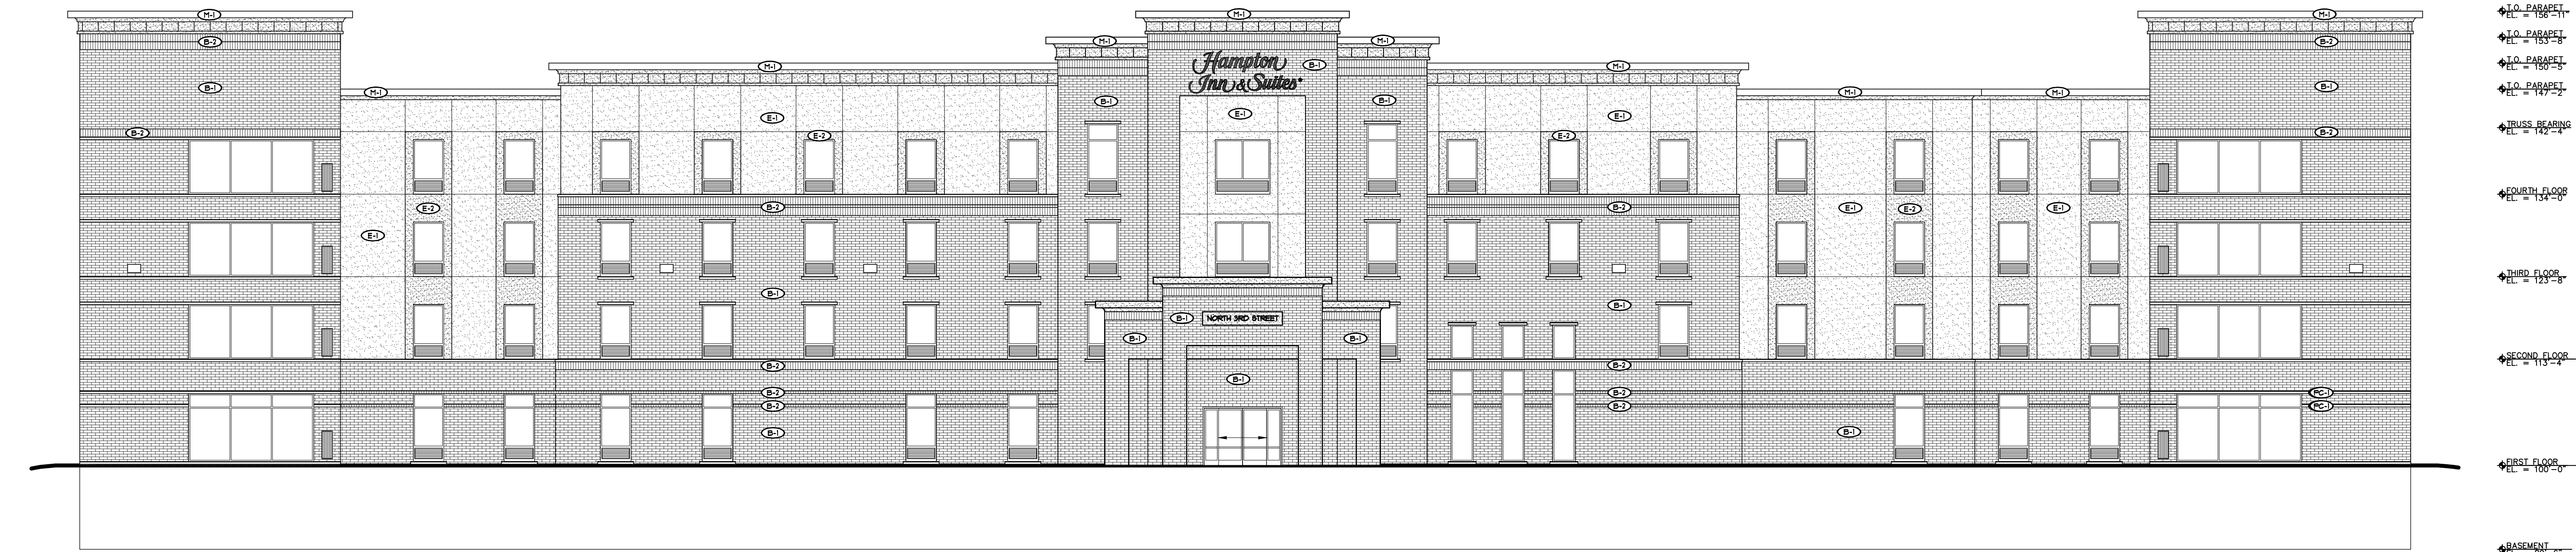 M-1
M-1
M-1
T.O. PARAPET
EL. = 156'-11"
B-2
M-1
M-1
B-2
T.O. PARAPET
EL. = 153'-8"
M-1
Hampton
Inn & Suites
B-1
M-1
T.O. PARAPET
EL. = 150'-5"
B-1
M-1
B-1
B-1
M-1
M-1
B-1
T.O. PARAPET
EL. = 147'-2"
E-1
E-1
E-1
B-2
E-2
E-2
B-2
TRUSS BEARING
EL. = 142'-4"
E-2
B-2
B-2
E-1
E-2
E-1
FOURTH FLOOR
EL. = 134'-0"
E-1
THIRD FLOOR
EL. = 123'-8"
B-1
B-1
B-1
NORTH 3RD STREET
B-1
B-1
B-2
B-2
SECOND FLOOR
EL. = 113'-4"
B-1
B-2
B-2
PC-1
B-2
B-2
PC-1
B-1
B-1
FIRST FLOOR
EL. = 100'-0"
BASEMENT